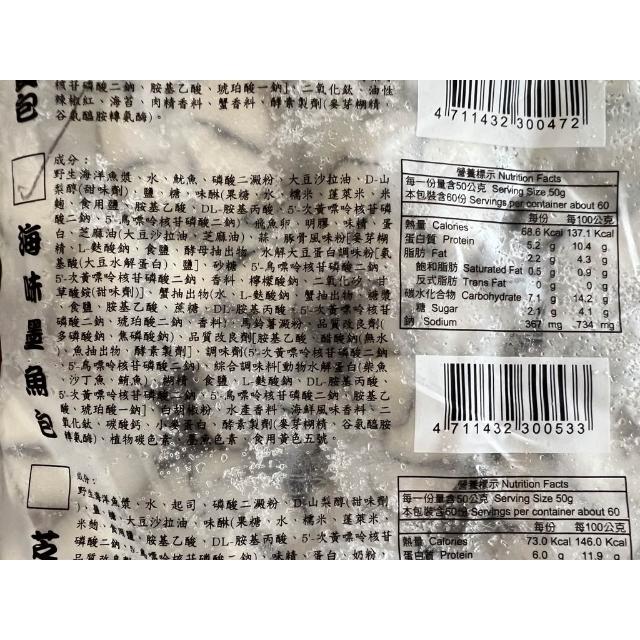 包
核苷磷酸二鈉、胺基乙酸、琥珀酸一鈉]、二氧化鈦、油性
辣椒紅、海苔、肉精香料、蟹香料、酵素製劑(麥芽糊精、
谷氨醯胺轉氨酶)。
4 711432 300472
海味墨魚包
成分：
野生海洋魚漿、水、魷魚、磷酸二澱粉、大豆沙拉油、D-山
梨醇(甜味劑)、鹽、糖、味醂(果糖、水、糯米、蓬萊米、米
麴、食用鹽、胺基乙酸、DL-胺基丙酸、5'-次黃嘌呤核苷磷酸
二鈉、5'-鳥嘌呤核苷磷酸二鈉)、飛魚卵、明膠、味精、蛋
白、芝麻油(大豆沙拉油、芝麻油)、蒜、豚骨風味粉[麥芽糊
精、L-麩酸鈉、食鹽、酵母抽出物、水解大豆蛋白調味粉[氨
基酸(大豆水解蛋白)、鹽]、砂糖、5'-鳥嘌呤核苷磷酸二鈉、
5'-次黃嘌呤核苷磷酸二鈉、香料、檸檬酸鈉、二氧化矽、甘
草酸銨(甜味劑)]、蟹抽出物(水、L-麩酸鈉、蟹抽出物、糖漿
、食鹽、胺基乙酸、蔗糖、DL-胺基丙酸、5'-次黃嘌呤核苷
磷酸二鈉、琥珀酸二鈉、香料)、馬鈴薯澱粉、品質改良劑(
多磷酸鈉、焦磷酸鈉)、品質改良劑[胺基乙酸、醋酸鈉(無水)
、魚抽出物、酵素製劑]、調味劑(5'-次黃嘌呤核苷磷酸二鈉、
5'-鳥嘌呤核苷磷酸二鈉)、綜合調味料[動物水解蛋白(柴魚
、沙丁魚、鯖魚)、糊精、食鹽、L-麩酸鈉、DL-胺基丙酸、
5'-次黃嘌呤核苷磷酸二鈉、5'-鳥嘌呤核苷磷酸二鈉、胺基乙
酸、琥珀酸一鈉]、白胡椒粉、水產香料、海鮮風味香料、二
氧化鈦、碳酸鈣、小麥蛋白、酵素製劑(麥芽糊精、谷氨醯胺
轉氨酶)、植物碳色素、墨魚色素、食用黃色五號。
營養標示 Nutrition Facts
每一份量含50公克 Serving Size 50g
本包裝含60份 Servings per container about 60
每份 每100公克
熱量 Calories 68.6 Kcal 137.1 Kcal
蛋白質 Protein 5.2 g 10.4 g
脂肪 Fat 2.2 g 4.3 g
飽和脂肪 Saturated Fat 0.5 g 0.9 g
反式脂肪 Trans Fat 0 g 0 g
碳水化合物 Carbohydrate 7.1 g 14.2 g
糖 Sugar 2.1 g 4.1 g
鈉 Sodium 367 mg 734 mg
4 711432 300533
芝
成分：
野生海洋魚漿、水、起司、磷酸二澱粉、D-山梨醇(甜味劑
)、鹽、糖、大豆沙拉油、味醂(果糖、水、糯米、蓬萊米、
米麴、食用鹽、胺基乙酸、DL-胺基丙酸、5'-次黃嘌呤核苷
磷酸二鈉、
味精、蛋白、奶粉、
營養標示 Nutrition Facts
每一份量含50公克 Serving Size 50g
本包裝含60份 Servings per container about 60
每份 每100公克
熱量 Calories 73.0 Kcal 146.0 Kcal
蛋白質 Protein 6.0 g 11.9 g